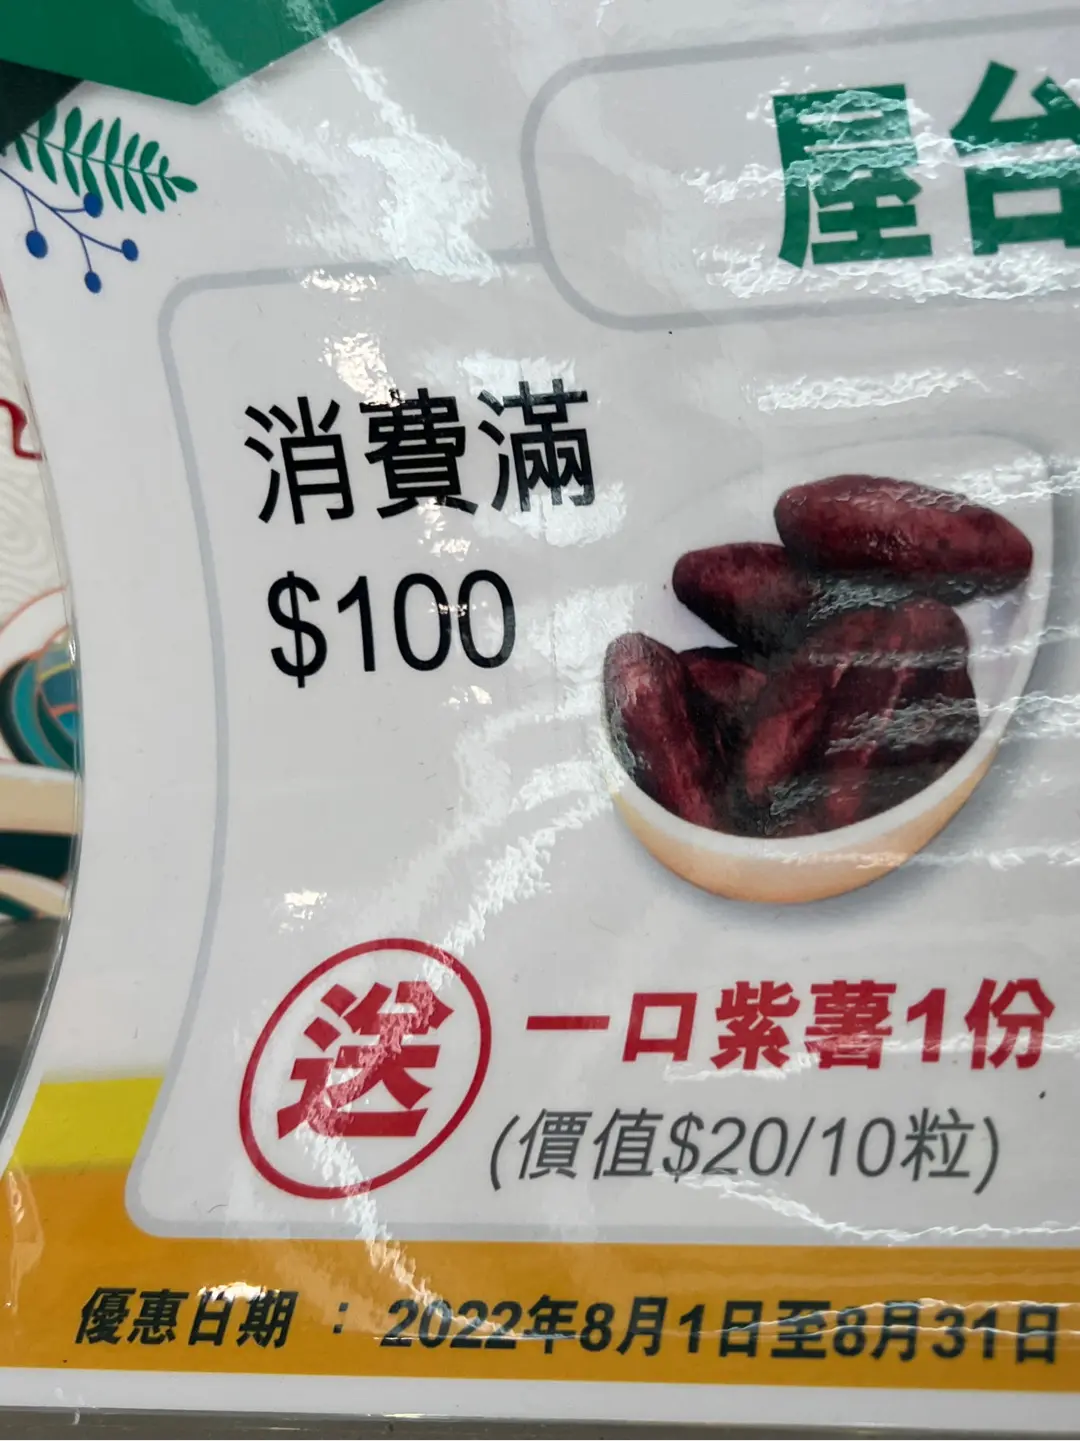 屋台
消費滿
$100
送
一口紫薯1份
(價值$20/10粒)
優惠日期 : 2022年8月1日至8月31日